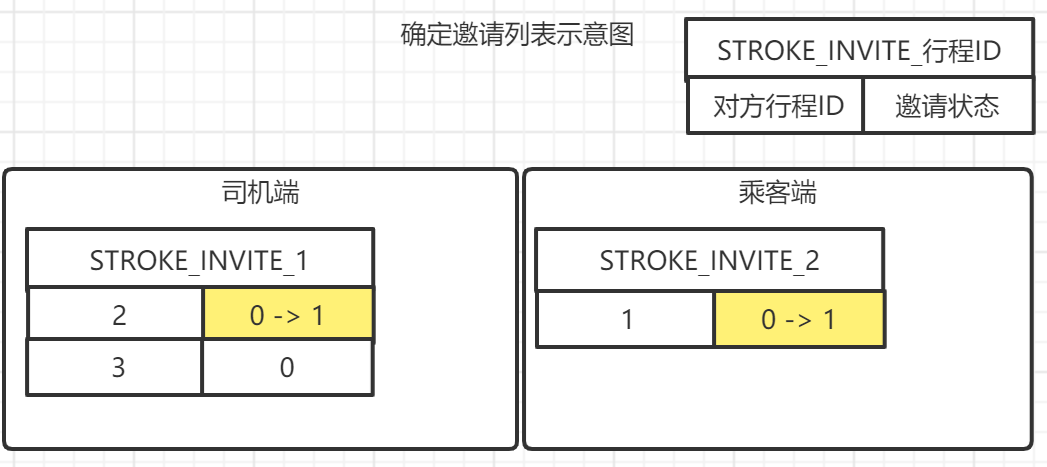 确定邀请列表示意图
STROKE_INVITE_行程ID
对方行程ID 邀请状态
司机端
STROKE_INVITE_1
2 0 -> 1
3 0
乘客端
STROKE_INVITE_2
1 0 -> 1